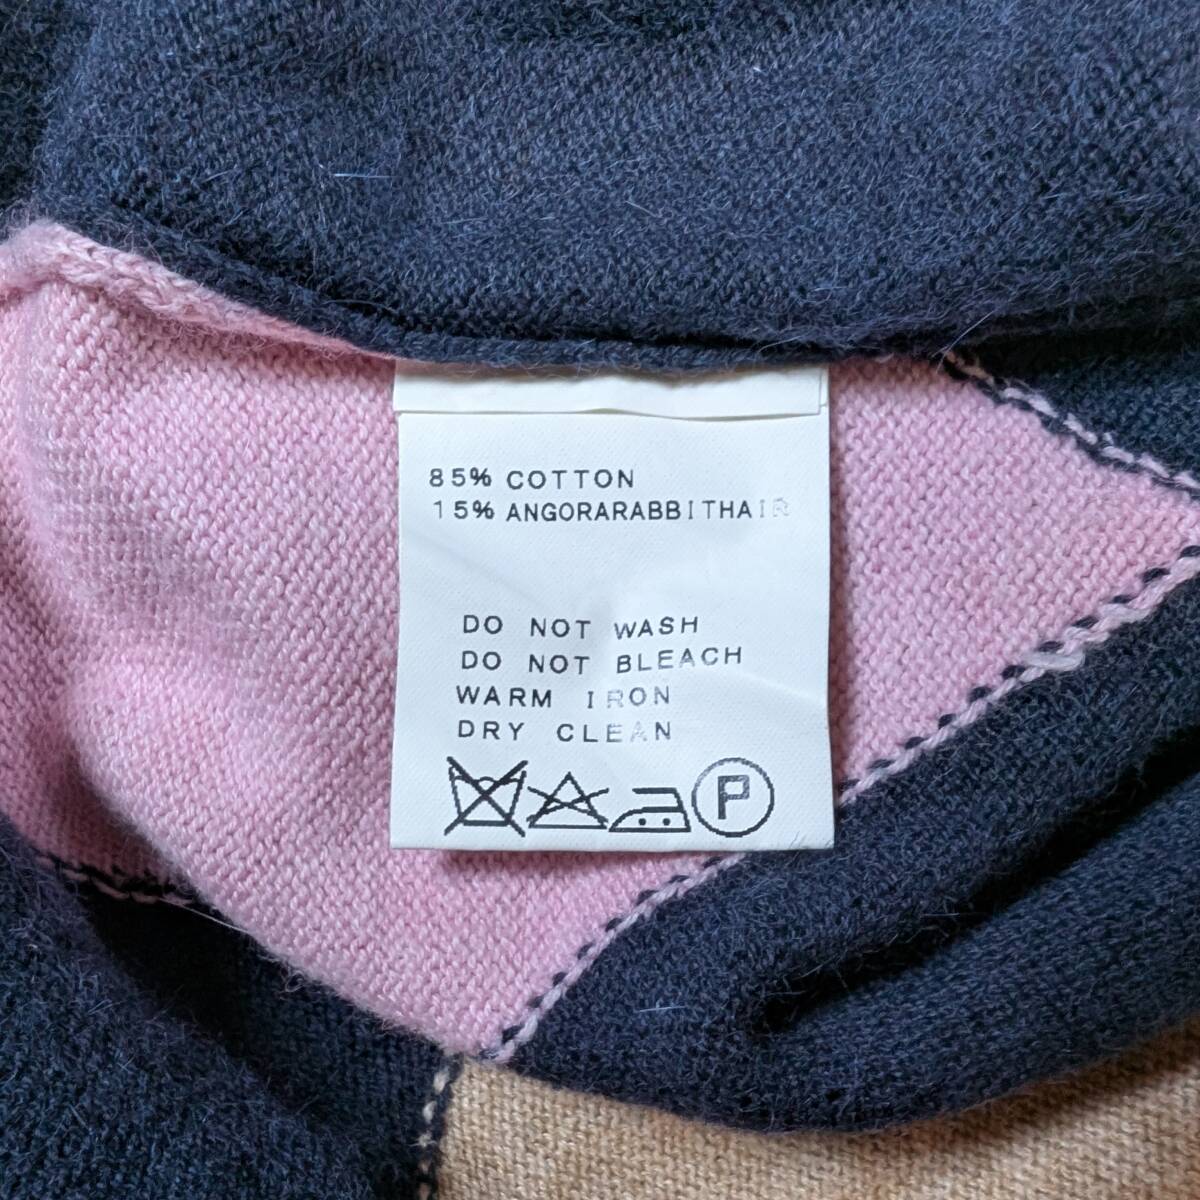 85% COTTON
15% ANGORARABBITHAIR
DO NOT WASH
DO NOT BLEACH
WARM IRON
DRY CLEAN
P